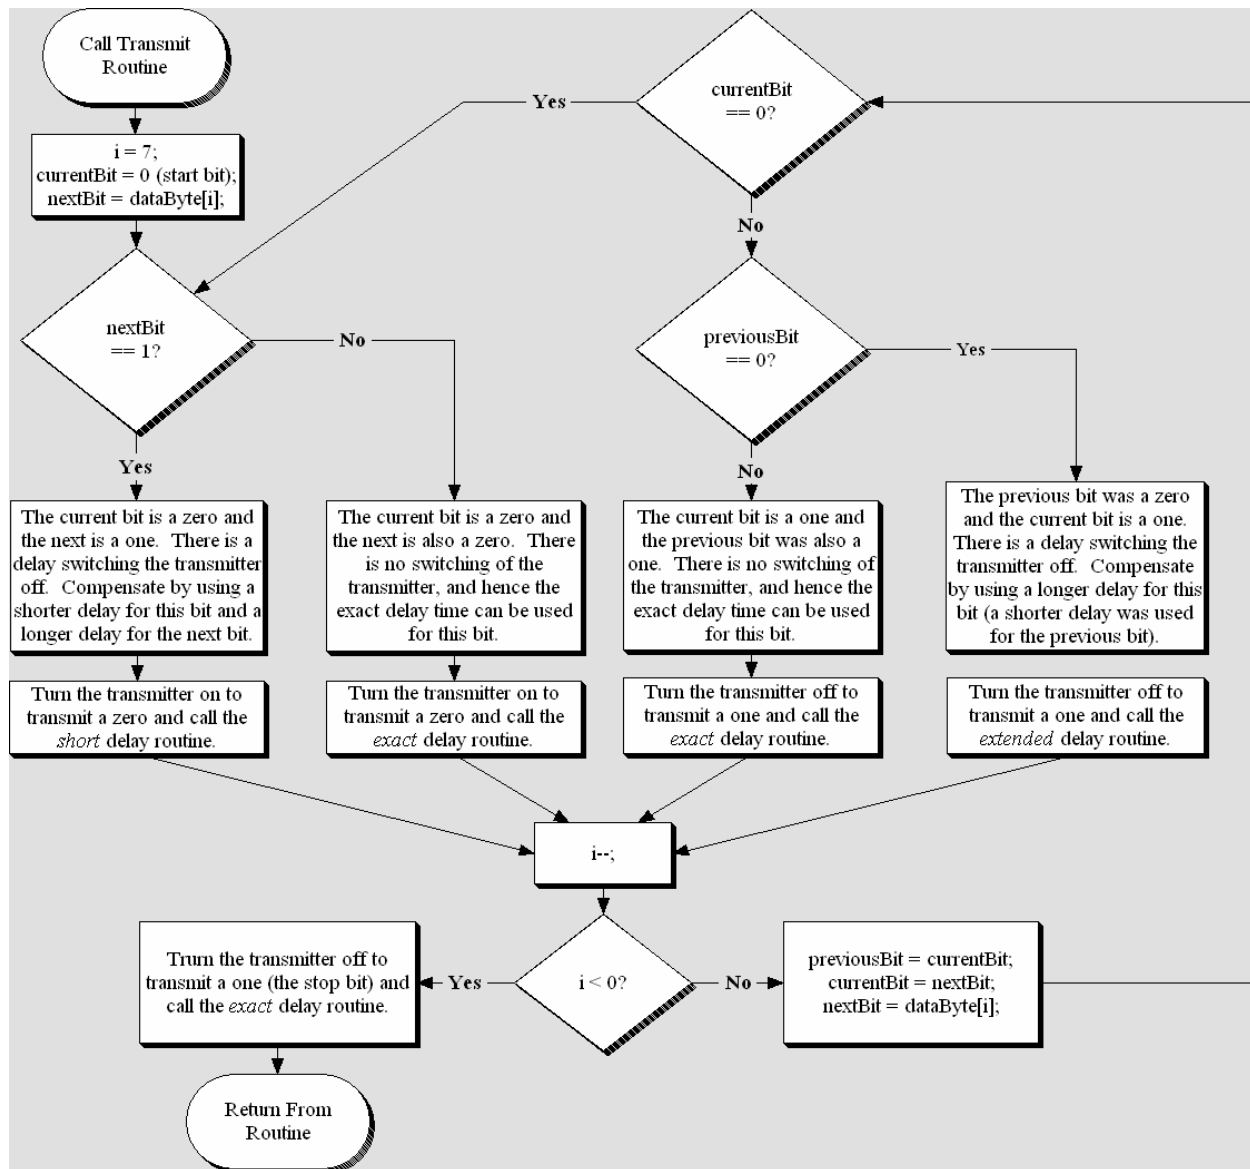 Call Transmit
Routine
i = 7;
currentBit = 0 (start bit);
nextBit = dataByte[i];
nextBit
== 1?
Yes
No
currentBit
== 0?
Yes
No
previousBit
== 0?
Yes
No
The current bit is a zero and
the next is a one. There is a
delay switching the transmitter
off. Compensate by using a
shorter delay for this bit and a
longer delay for the next bit.
The current bit is a zero and
the next is also a zero. There
is no switching of the
transmitter, and hence the
exact delay time can be used
for this bit.
The current bit is a one and
the previous bit was also a
one. There is no switching of
the transmitter, and hence the
exact delay time can be used
for this bit.
The previous bit was a zero
and the current bit is a one.
There is a delay switching the
transmitter off. Compensate
by using a longer delay for this
bit (a shorter delay was used
for the previous bit).
Turn the transmitter on to
transmit a zero and call the
short delay routine.
Turn the transmitter on to
transmit a zero and call the
exact delay routine.
Turn the transmitter off to
transmit a one and call the
exact delay routine.
Turn the transmitter off to
transmit a one and call the
extended delay routine.
i--;
i < 0?
Yes
No
Trurn the transmitter off to
transmit a one (the stop bit) and
call the exact delay routine.
previousBit = currentBit;
currentBit = nextBit;
nextBit = dataByte[i];
Return From
Routine